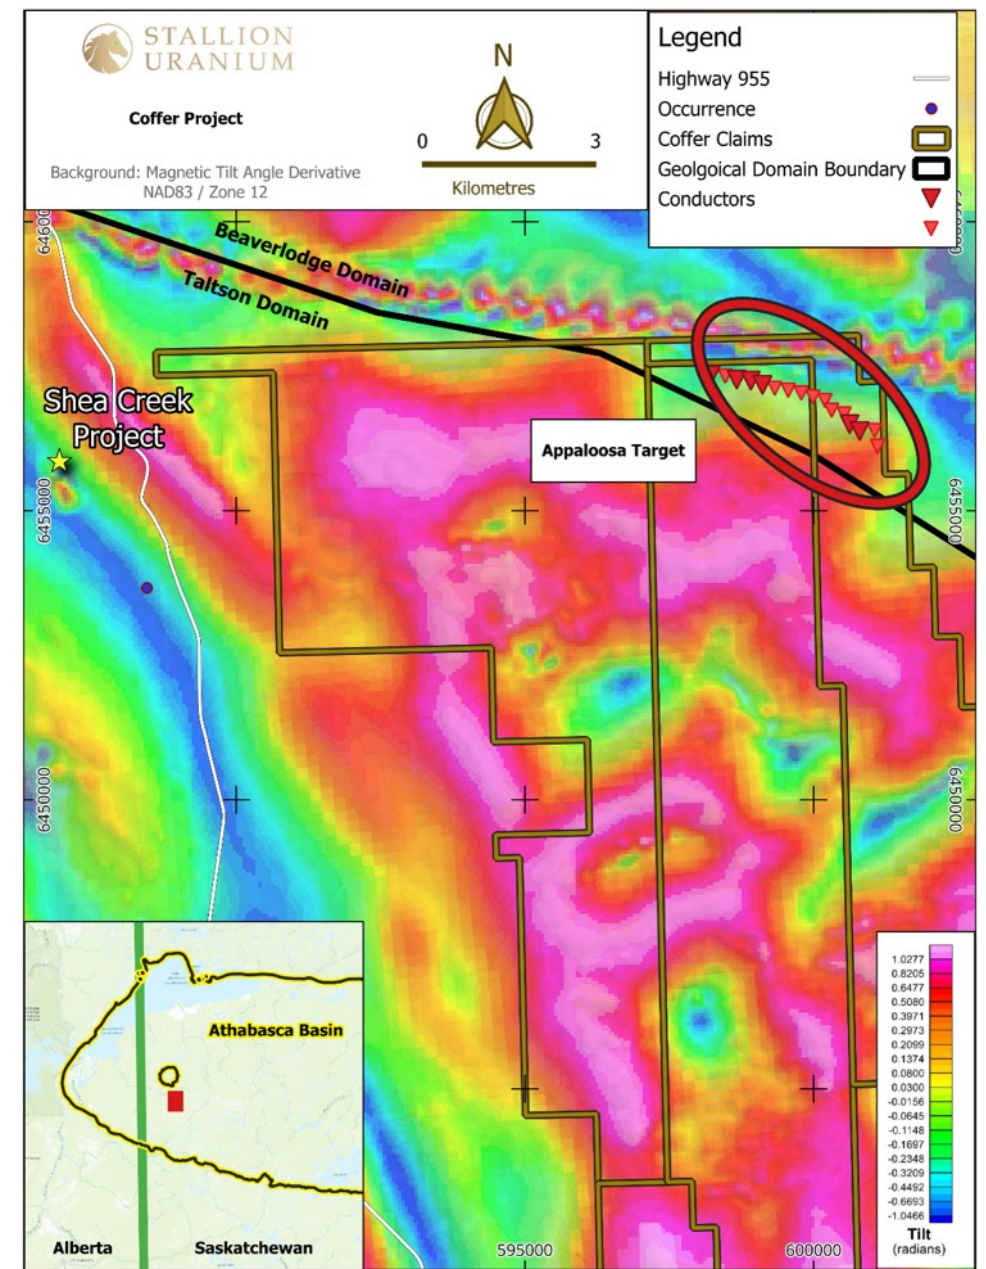 STALLION
URANIUM
Coffer Project
Background: Magnetic Tilt Angle Derivative
NAD83 / Zone 12
N
0
3
Kilometres
Legend
Highway 955
Occurrence
Coffer Claims
Geolgoical Domain Boundary
Conductors
Beaverlodge Domain
Taltson Domain
Shea Creek
Project
Appaloosa Target
6455000
6455000
6450000
6450000
Athabasca Basin
Alberta
Saskatchewan
595000
600000
1.0277
0.8205
0.6477
0.5080
0.3971
0.2973
0.2099
0.1374
0.0800
0.0300
-0.0156
-0.0645
-0.1148
-0.1697
-0.2348
-0.3209
-0.4492
-0.6693
-1.0466
Tilt
(radians)